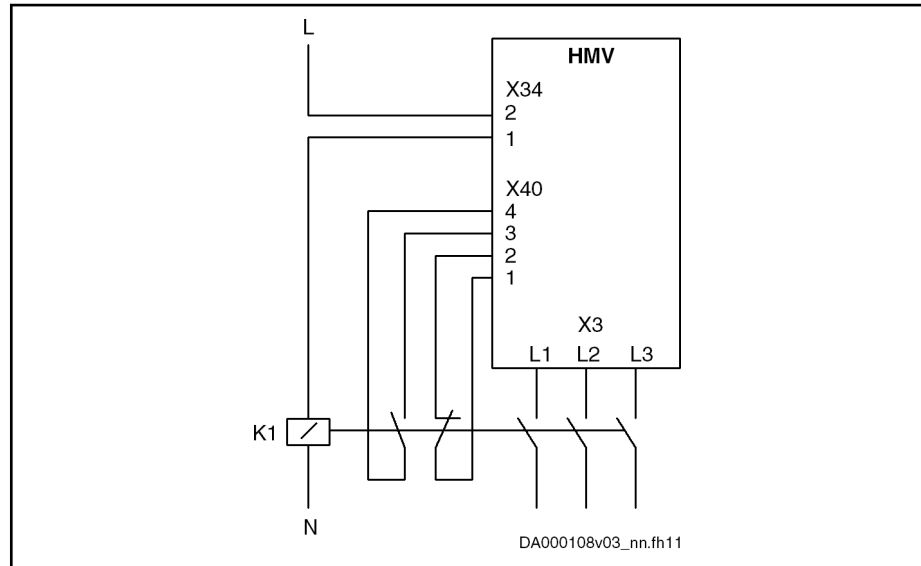 L
HMV
X34
2
1
X40
4
3
2
1
X3
L1 L2 L3
K1
N
DA000108v03_nn.fh11